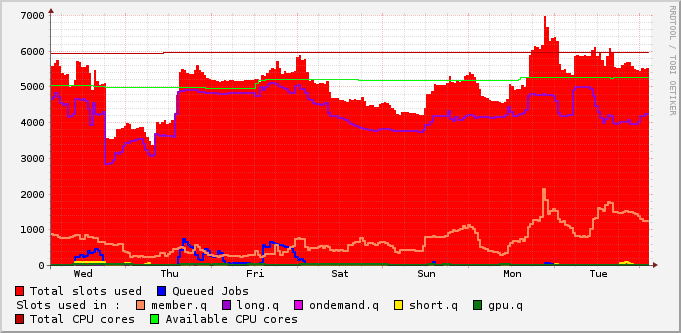 7000
6000
5000
4000
3000
2000
1000
0
Wed Thu Fri Sat Sun Mon Tue
RRDTOOL / TOBI OETIKER
Total slots used Queued Jobs
Slots used in : member.q long.q ondemand.q short.q gpu.q
Total CPU cores Available CPU cores